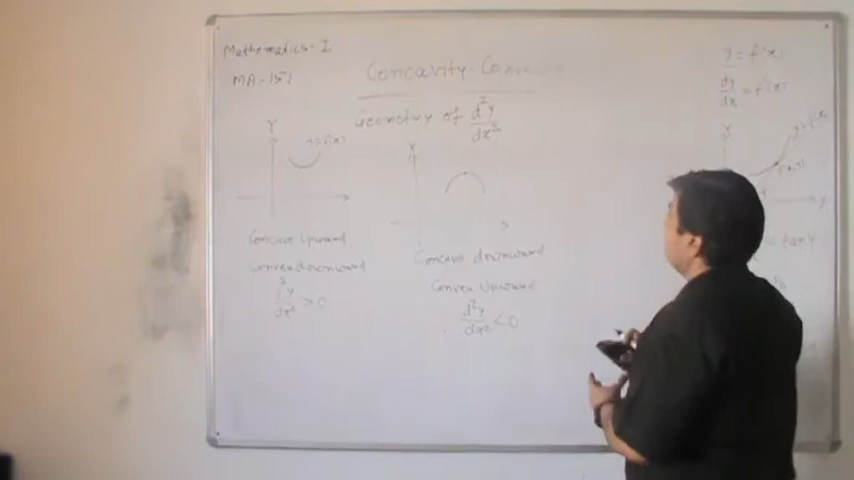 Mathematics-I
MA-151
Concavity-
Geometry of d²y/dx²
Y
y=f(x)
Concave Upward
Convex downward
d²y/dx² > 0
Y
Concave downward
Convex Upward
d²y/dx² < 0
y = f(x)
dy/dx = f'(x)
Y
y=f(x)
= tan ψ